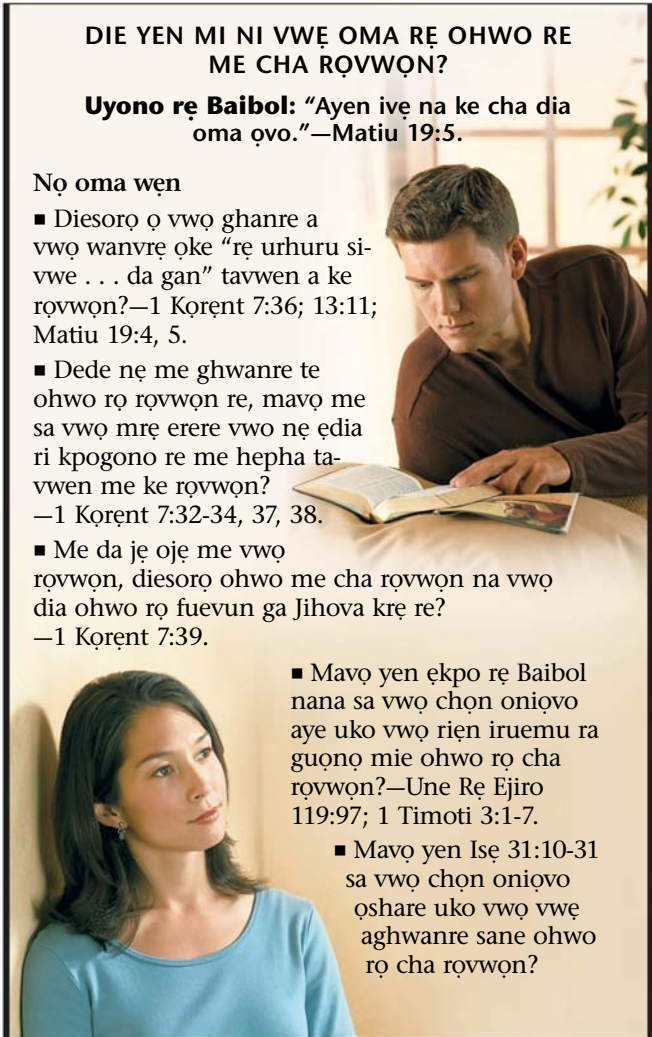 DIE YEN MI NI VWẸ OMA RẸ OHWO RE
ME CHA RỌVWỌN?
Uyono rẹ Baibol: “Ayen ivẹ na ke cha dia
oma ọvo.”—Matiu 19:5.
Nọ oma wẹn
■ Diesorọ ọ vwọ ghanre a
vwọ wanvrẹ ọke “rẹ urhuru si-
vwe . . . da gan” tavwen a ke
rọvwọn?—1 Kọrẹnt 7:36; 13:11;
Matiu 19:4, 5.
■ Dede nẹ me ghwanre te
ohwo rọ rọvwọn re, mavọ me
sa vwọ mrẹ erere vwo nẹ ẹdia
ri kpogono re me hepha ta-
vwen me ke rọvwọn?
—1 Kọrẹnt 7:32-34, 37, 38.
■ Me da jẹ ojẹ me vwọ
rọvwọn, diesorọ ohwo me cha rọvwọn na vwọ
dia ohwo rọ fuevun ga Jihova krẹ re?
—1 Kọrẹnt 7:39.
■ Mavọ yen ẹkpo rẹ Baibol
nana sa vwọ chọn oniọvo
aye uko vwọ riẹn iruemu ra
guọnọ mie ohwo rọ cha
rọvwọn?—Une Rẹ Ejiro
119:97; 1 Timoti 3:1-7.
■ Mavọ yen Isẹ 31:10-31
sa vwọ chọn oniọvo
ọshare uko vwọ vwẹ
aghwanre sane ohwo
rọ cha rọvwọn?